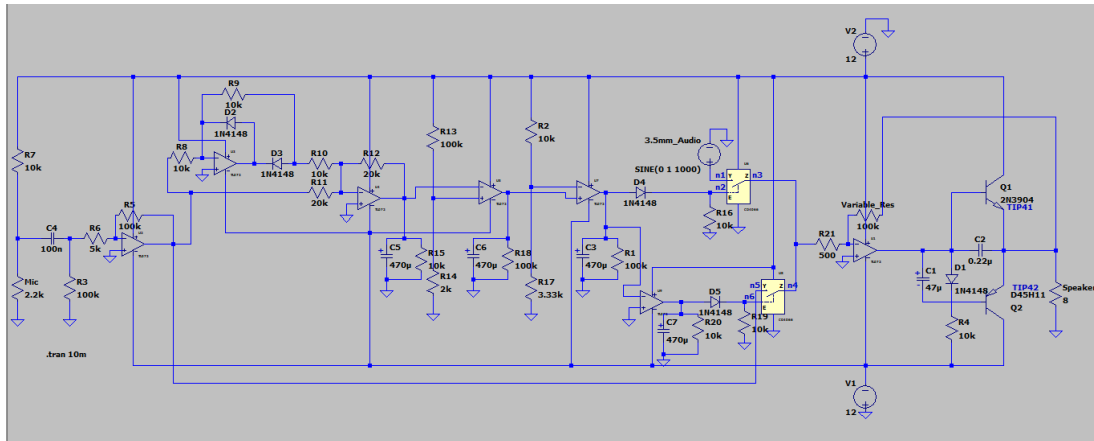 V2
12
R9
10k
D2
1N4148
R8
10k
D3
1N4148
R10
10k
R12
20k
R11
20k
R13
100k
R2
10k
3.5mm_Audio
SINE(0 1 1000)
n1
n2
n3
Y
Z
E
D4
1N4148
R16
10k
R7
10k
R5
100k
C4
100n
R6
5k
Mic
2.2k
R3
100k
C5
470µ
R15
10k
R14
2k
C6
470µ
R18
100k
R17
3.33k
C3
470µ
R1
100k
C7
470µ
R20
10k
D5
1N4148
n5
n6
n4
Y
Z
E
R19
10k
R21
500
Variable_Res
100k
Q1
2N3904
TIP41
C2
0.22µ
C1
47µ
D1
1N4148
TIP42
D45H11
Q2
R4
10k
Speaker
8
V1
12
.tran 10m